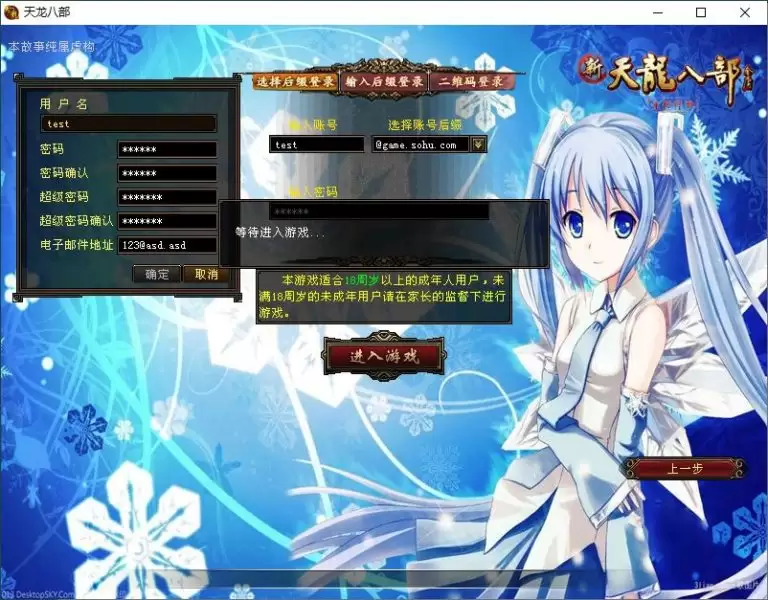 天龙八部
本故事纯属虚构
用户名
test
密码
******
密码确认
******
超级密码
*******
超级密码确认
*******
电子邮件地址
123@asd.asd
确定
取消
选择后缀登录
输入后缀登录
二维码登录
输入账号
选择账号后缀
test
@game.sohu.com
输入密码
******
等待进入游戏...
本游戏适合18周岁以上的成年人用户，未
满18周岁的未成年用户请在家长的监督下进行
游戏。
进入游戏
新天龍八部
上一步
DesktopSKY.Com